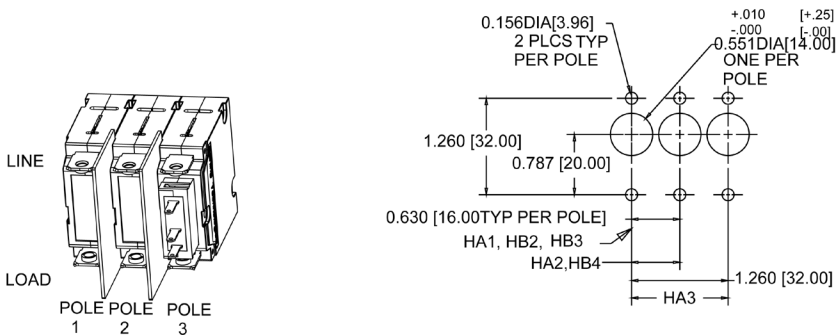 LINE
LOAD
POLE
1
POLE
2
POLE
3
0.156DIA[3.96]
2 PLCS TYP
PER POLE
+.010 [+.25]
-.000 [-.00]
0.551DIA[14.00]
ONE PER
POLE
1.260 [32.00]
0.787 [20.00]
0.630 [16.00TYP PER POLE]
HA1, HB2, HB3
HA2,HB4
1.260 [32.00]
HA3